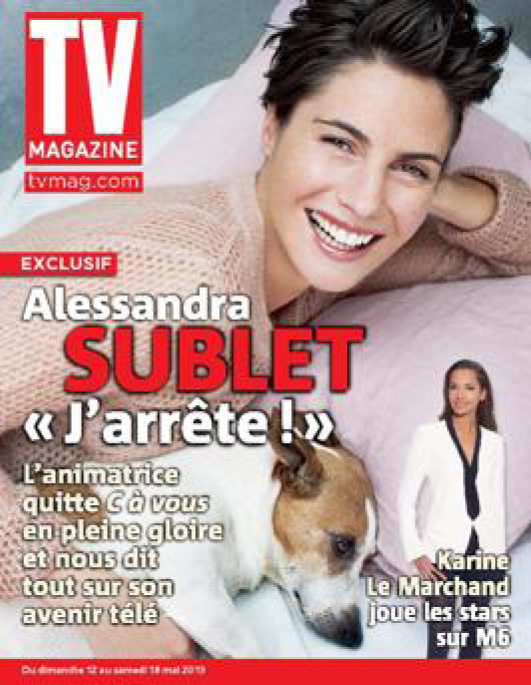 TV
MAGAZINE
tvmag.com
EXCLUSIF
Alessandra
SUBLET
« J'arrête ! »
L'animatrice
quitte C à vous
en pleine gloire
et nous dit
tout sur son
avenir télé
Karine
Le Marchand
joue les stars
sur M6
Du dimanche 12 au samedi 18 mai 2013